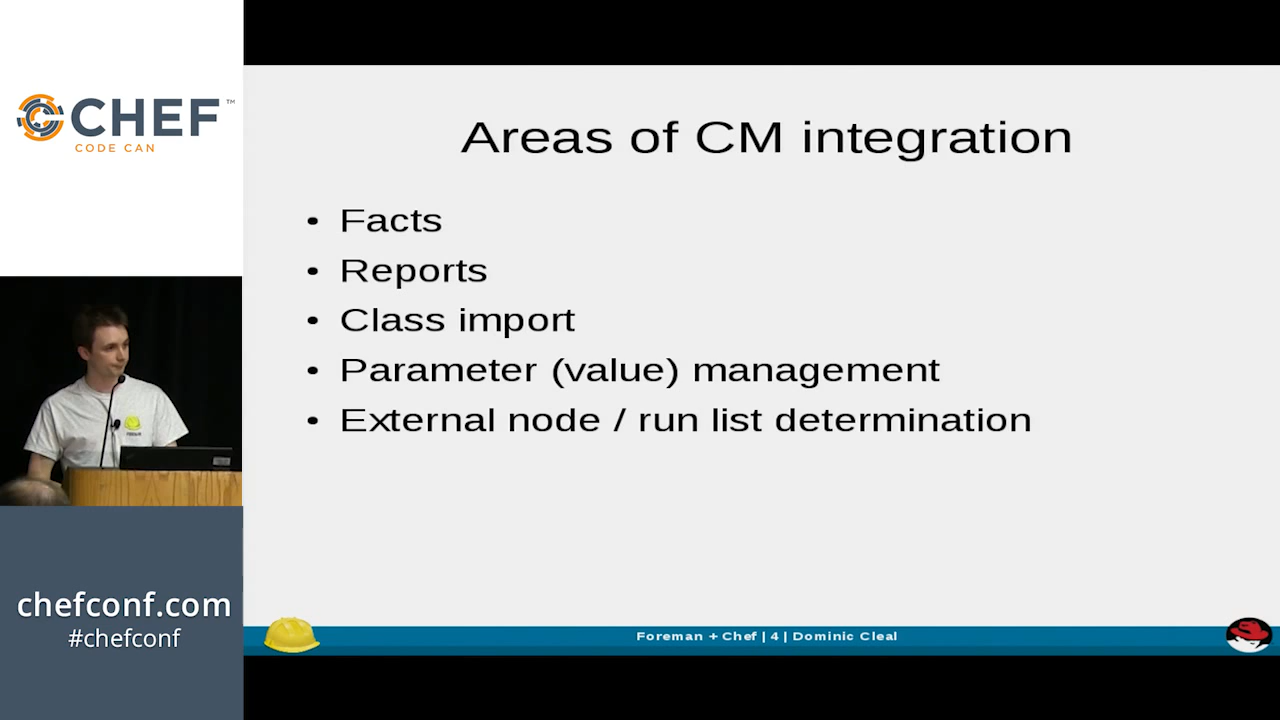 CHEF™
CODE CAN
Areas of CM integration
• Facts
• Reports
• Class import
• Parameter (value) management
• External node / run list determination
chefconf.com
#chefconf
Foreman + Chef | 4 | Dominic Cleal